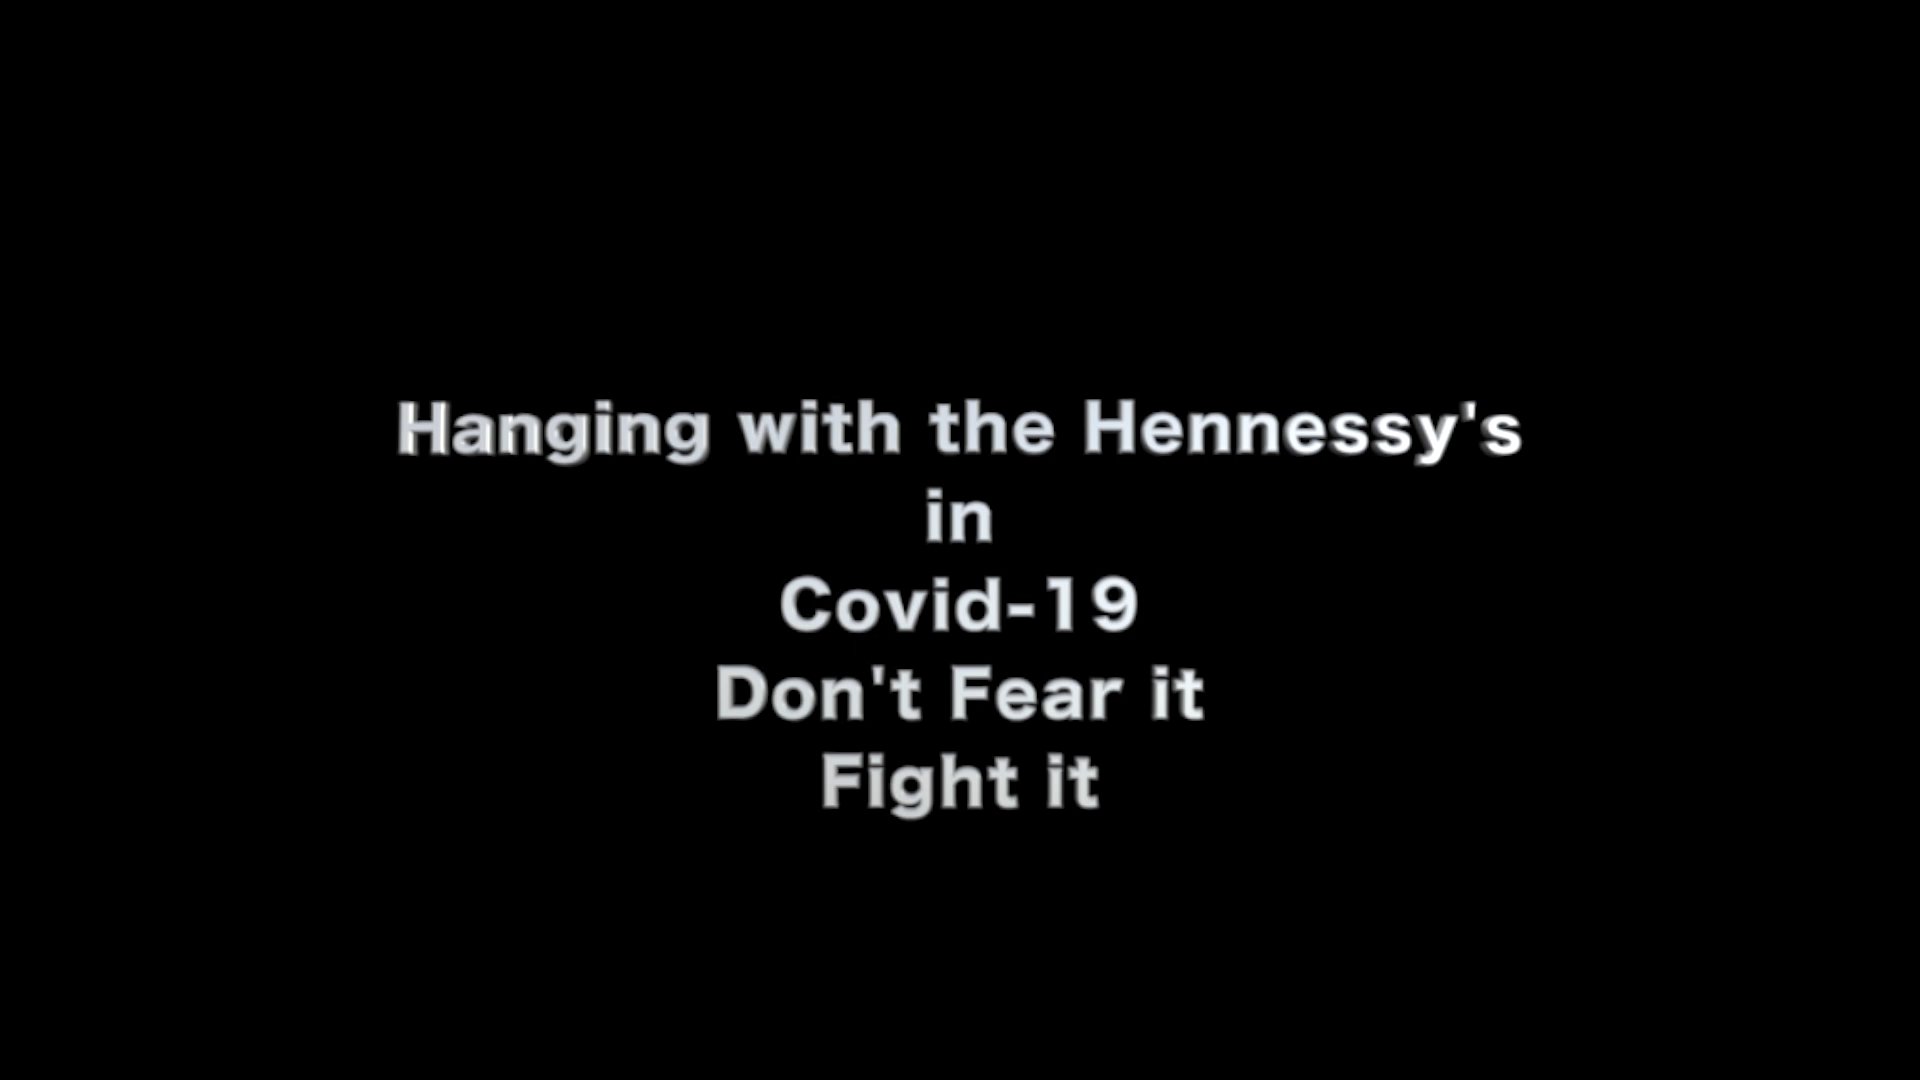 Hanging with the Hennessy's
in
Covid-19
Don't Fear it
Fight it